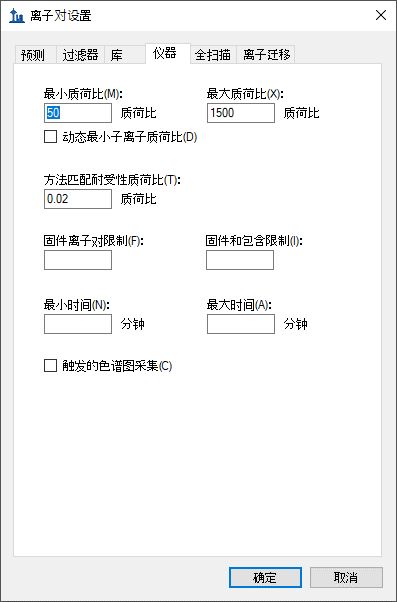 离子对设置
预测 过滤器 库 仪器 全扫描 离子迁移
最小质荷比(M): 最大质荷比(X):
50 质荷比 1500 质荷比
动态最小子离子质荷比(D)
方法匹配耐受性质荷比(T):
0.02 质荷比
固件离子对限制(F): 固件和包含限制(I):
最小时间(N): 最大时间(A):
分钟 分钟
触发的色谱图采集(C)
确定 取消